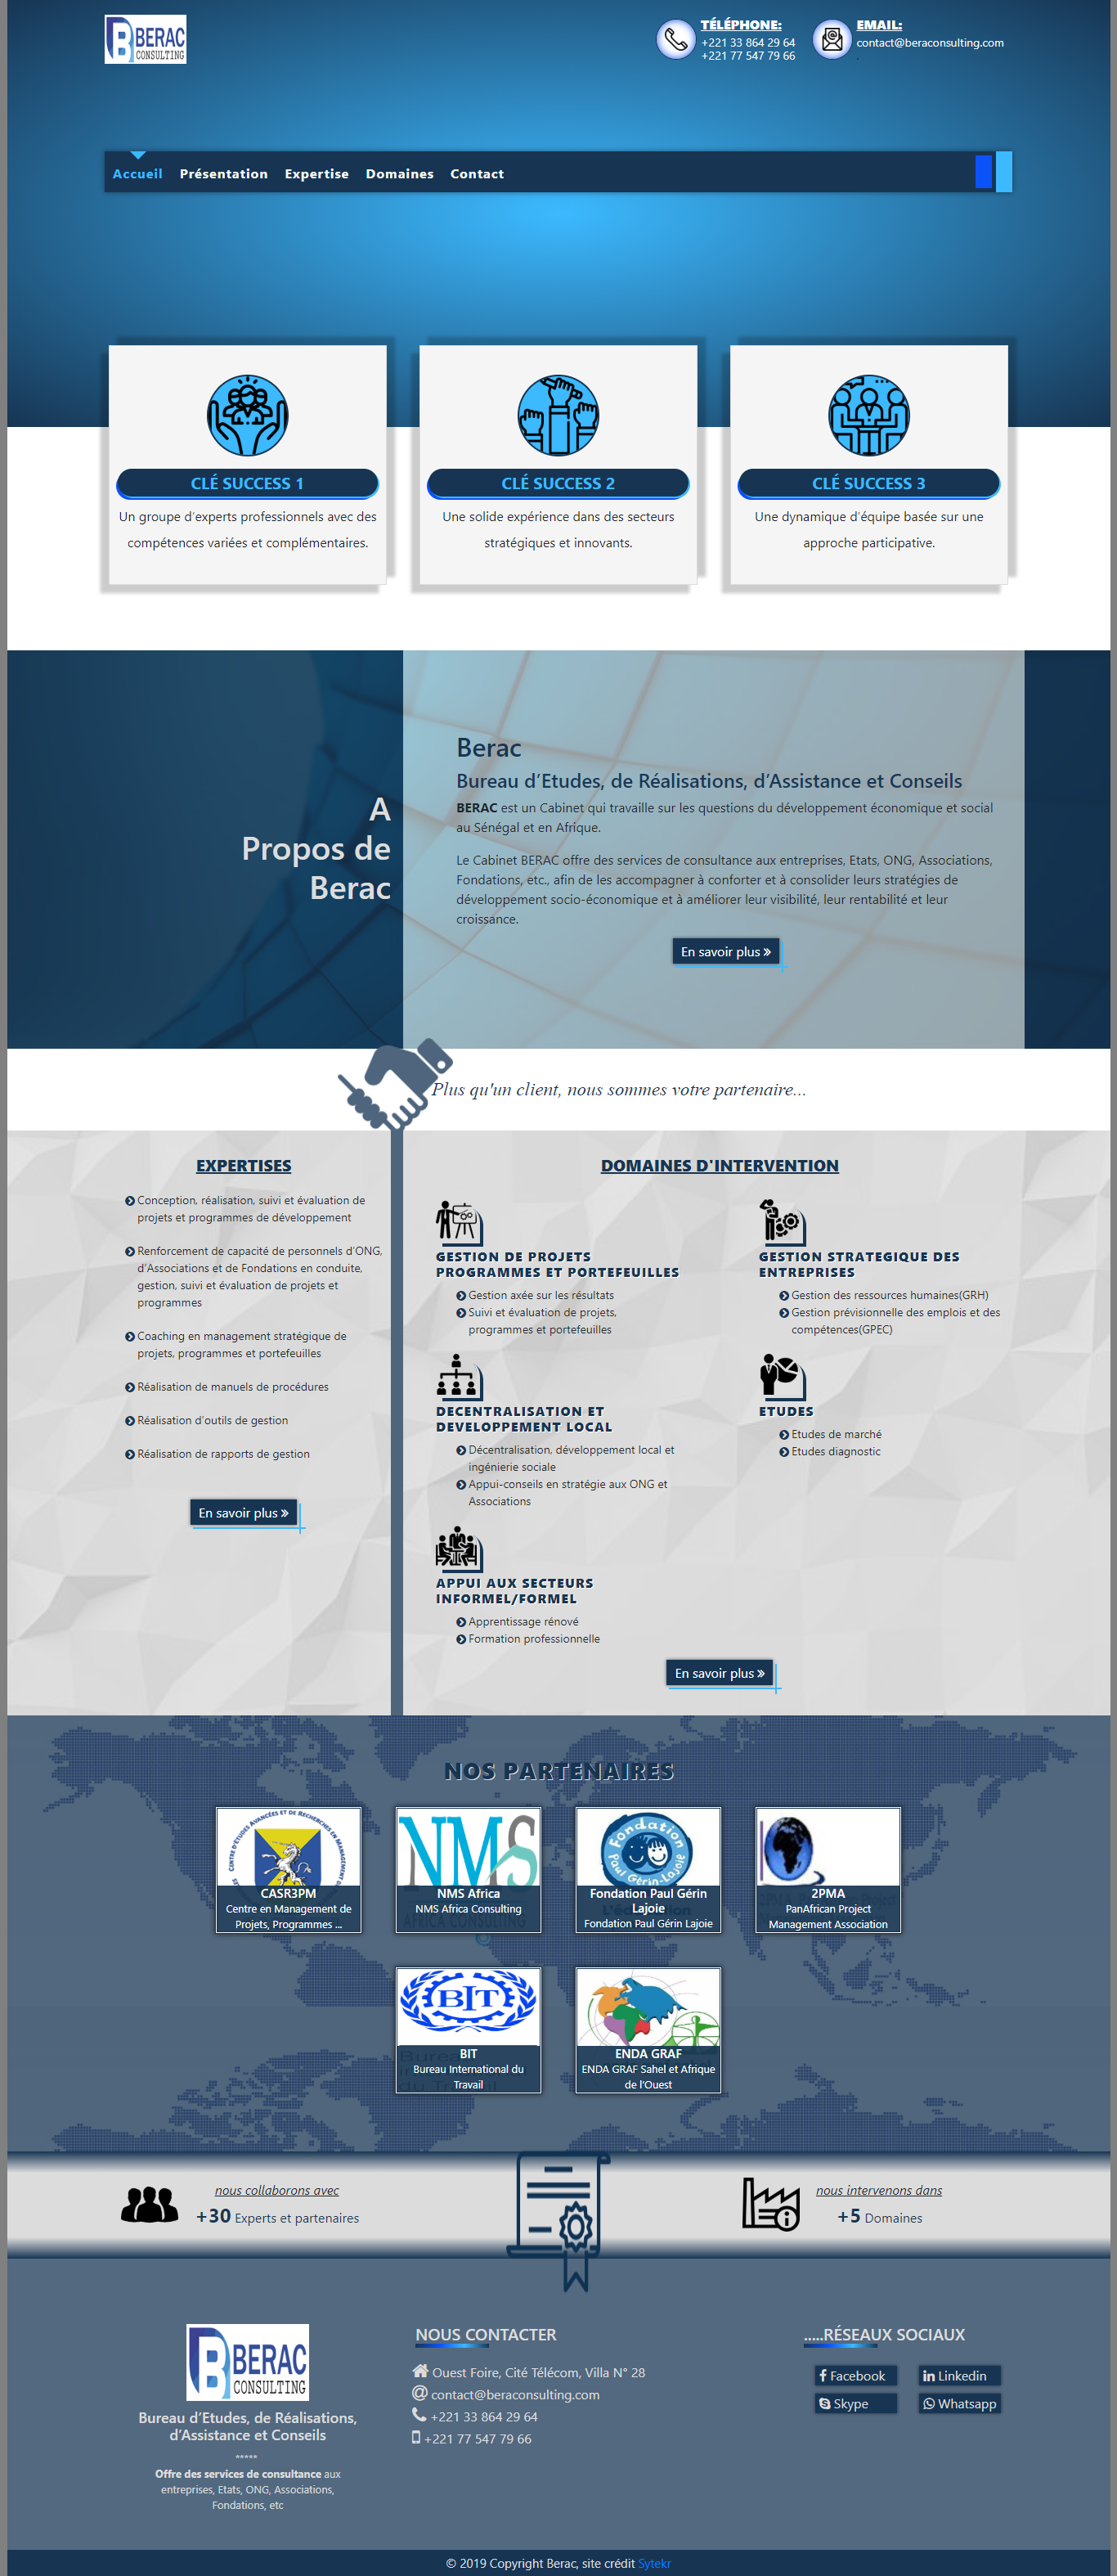 BERAC
CONSULTING
TÉLÉPHONE:
+221 33 864 29 64
+221 77 547 79 66
EMAIL:
contact@beraconsulting.com
Accueil Présentation Expertise Domaines Contact
CLÉ SUCCESS 1
Un groupe d'experts professionnels avec des
compétences variées et complémentaires.
CLÉ SUCCESS 2
Une solide expérience dans des secteurs
stratégiques et innovants.
CLÉ SUCCESS 3
Une dynamique d'équipe basée sur une
approche participative.
A
Propos de
Berac
Berac
Bureau d'Etudes, de Réalisations, d'Assistance et Conseils
BERAC est un Cabinet qui travaille sur les questions du développement économique et social
au Sénégal et en Afrique.
Le Cabinet BERAC offre des services de consultance aux entreprises, Etats, ONG, Associations,
Fondations, etc., afin de les accompagner à conforter et à consolider leurs stratégies de
développement socio-économique et à améliorer leur visibilité, leur rentabilité et leur
croissance.
En savoir plus »
Plus qu'un client, nous sommes votre partenaire...
EXPERTISES
Conception, réalisation, suivi et évaluation de
projets et programmes de développement
Renforcement de capacité de personnels d'ONG,
d'Associations et de Fondations en conduite,
gestion, suivi et évaluation de projets et
programmes
Coaching en management stratégique de
projets, programmes et portefeuilles
Réalisation de manuels de procédures
Réalisation d'outils de gestion
Réalisation de rapports de gestion
En savoir plus »
DOMAINES D'INTERVENTION
GESTION DE PROJETS
PROGRAMMES ET PORTEFEUILLES
Gestion axée sur les résultats
Suivi et évaluation de projets,
programmes et portefeuilles
GESTION STRATEGIQUE DES
ENTREPRISES
Gestion des ressources humaines(GRH)
Gestion prévisionnelle des emplois et des
compétences(GPEC)
DECENTRALISATION ET
DEVELOPPEMENT LOCAL
Décentralisation, développement local et
ingénierie sociale
Appui-conseils en stratégie aux ONG et
Associations
ETUDES
Etudes de marché
Etudes diagnostic
APPUI AUX SECTEURS
INFORMEL/FORMEL
Apprentissage rénové
Formation professionnelle
En savoir plus »
NOS PARTENAIRES
CENTRE D'ETUDES AVANCÉES ET DE RECHERCHES EN MANAGEMENT
CASR3PM
Centre en Management de
Projets, Programmes ...
NMS
AFRICA CONSULTING
NMS Africa
NMS Africa Consulting
Fondation
Paul Gérin-Lajoie
Fondation Paul Gérin
Lajoie
Fondation Paul Gérin Lajoie
2PMA
PanAfrican Project
Management Association
BIT
BIT
Bureau International du
Travail
ENDA GRAF
ENDA GRAF Sahel et Afrique
de l'Ouest
nous collaborons avec
+30 Experts et partenaires
nous intervenons dans
+5 Domaines
BERAC
CONSULTING
Bureau d'Etudes, de Réalisations,
d'Assistance et Conseils
*****
Offre des services de consultance aux
entreprises, Etats, ONG, Associations,
Fondations, etc
NOUS CONTACTER
Ouest Foire, Cité Télécom, Villa N° 28
contact@beraconsulting.com
+221 33 864 29 64
+221 77 547 79 66
.....RÉSEAUX SOCIAUX
Facebook
Linkedin
Skype
Whatsapp
© 2019 Copyright Berac, site crédit Sytekr